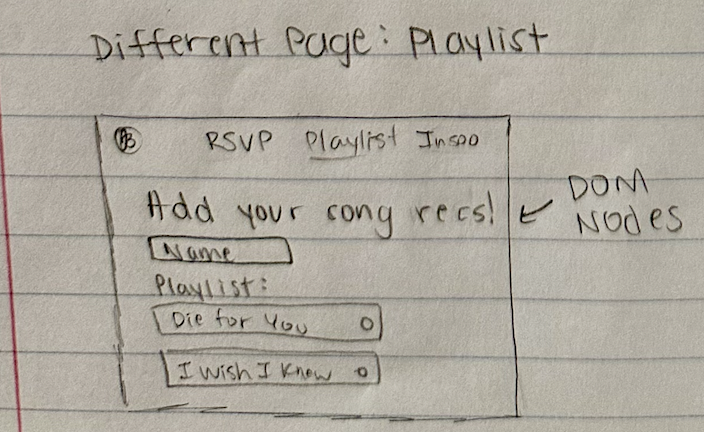 Different Page: Playlist
RSVP Playlist Inspo
Add your song recs!
DOM
Nodes
Name
Playlist:
Die for You
I Wish I Knew